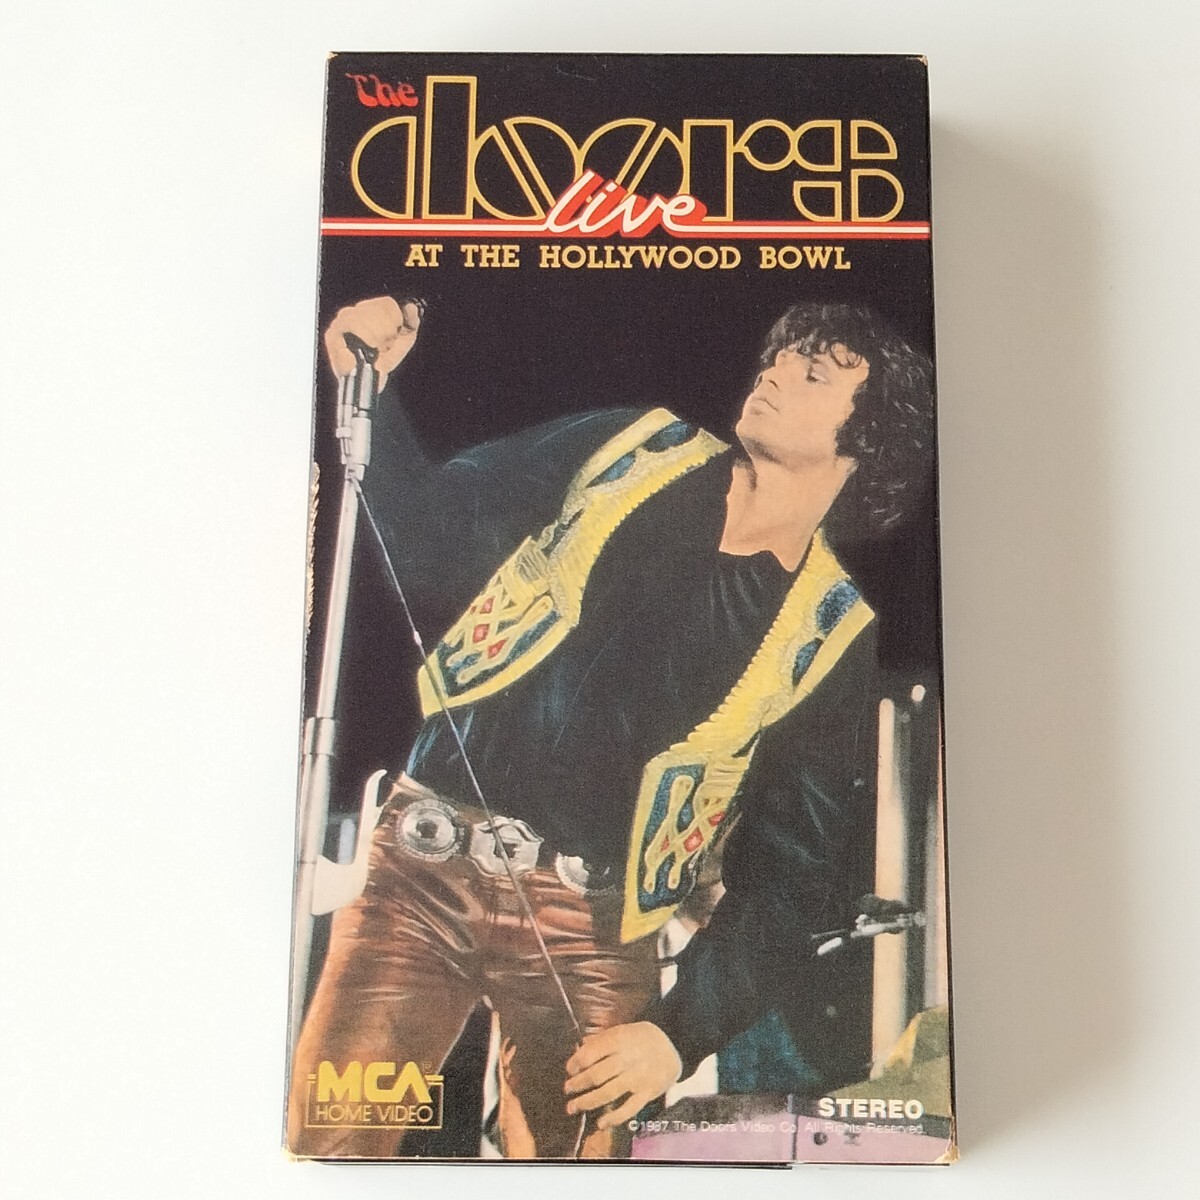 The
doors
live
AT THE HOLLYWOOD BOWL
MCA®
HOME VIDEO
STEREO
©1987 The Doors Video Co. All Rights Reserved.